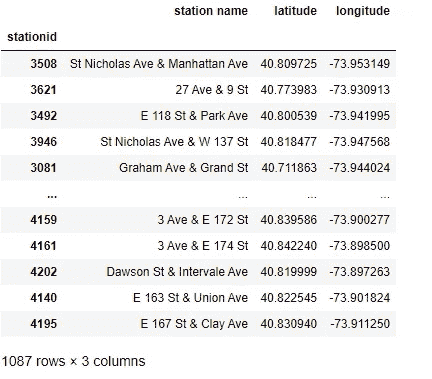 station name latitude longitude
stationid
3508 St Nicholas Ave & Manhattan Ave 40.809725 -73.953149
3621 27 Ave & 9 St 40.773983 -73.930913
3492 E 118 St & Park Ave 40.800539 -73.941995
3946 St Nicholas Ave & W 137 St 40.818477 -73.947568
3081 Graham Ave & Grand St 40.711863 -73.944024
... ... ... ...
4159 3 Ave & E 172 St 40.839586 -73.900277
4161 3 Ave & E 174 St 40.842240 -73.898500
4202 Dawson St & Intervale Ave 40.819999 -73.897263
4140 E 163 St & Union Ave 40.822545 -73.901824
4195 E 167 St & Clay Ave 40.830940 -73.911250
1087 rows × 3 columns